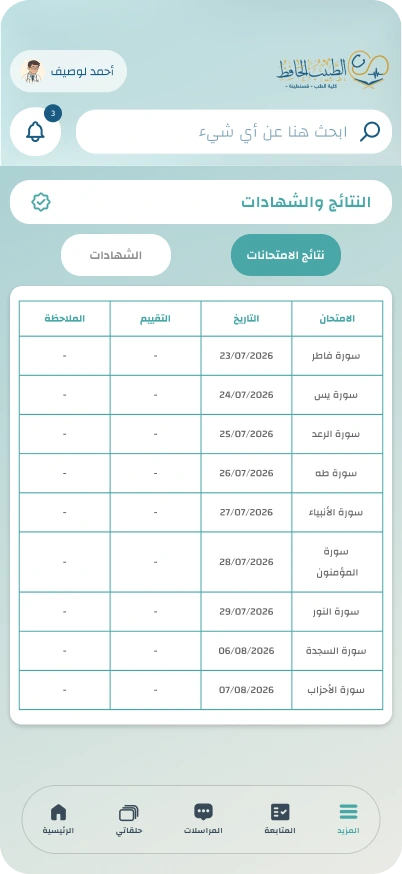 الطبيب الحافظ
كلية الطب - قسنطينة -
أحمد لوصيف
3
ابحث هنا عن أي شيء
النتائج والشهادات
نتائج الامتحانات
الشهادات
الامتحان التاريخ التقييم الملاحظة
سورة فاطر 23/07/2026 - -
سورة يس 24/07/2026 - -
سورة الرعد 25/07/2026 - -
سورة طه 26/07/2026 - -
سورة الأنبياء 27/07/2026 - -
سورة
المؤمنون 28/07/2026 - -
سورة النور 29/07/2026 - -
سورة السجدة 06/08/2026 - -
سورة الأحزاب 07/08/2026 - -
المزيد المتابعة المراسلات حلقاتي الرئيسية